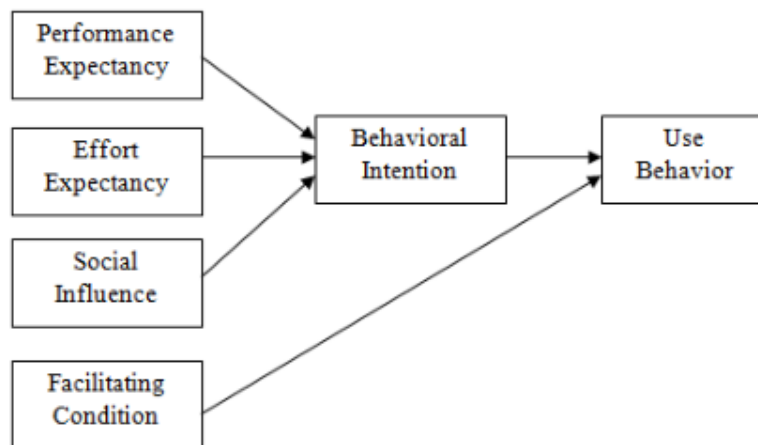 Performance
Expectancy
Effort
Expectancy
Social
Influence
Facilitating
Condition
Behavioral
Intention
Use
Behavior